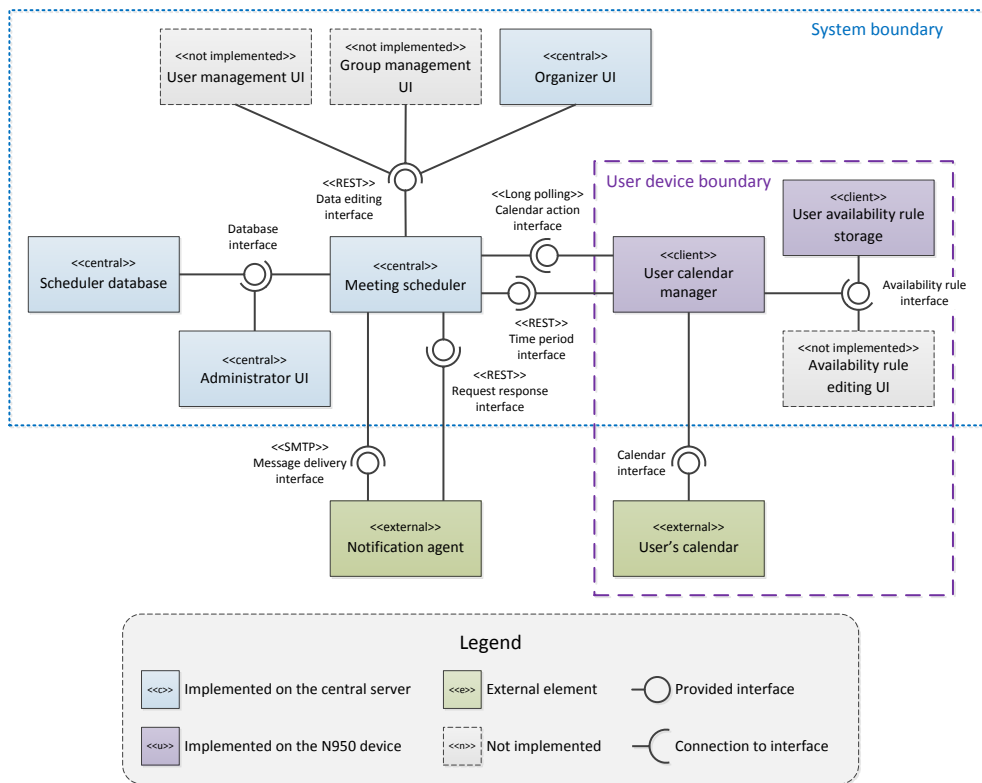 System boundary
<<not implemented>>
User management UI
<<not implemented>>
Group management
UI
<<central>>
Organizer UI
<<REST>>
Data editing
interface
<<Long polling>>
Calendar action
interface
User device boundary
<<client>>
User availability rule
storage
Database
interface
<<central>>
Scheduler database
<<central>>
Meeting scheduler
<<client>>
User calendar
manager
Availability rule
interface
<<REST>>
Time period
interface
<<central>>
Administrator UI
<<REST>>
Request response
interface
<<not implemented>>
Availability rule
editing UI
<<SMTP>>
Message delivery
interface
Calendar
interface
<<external>>
Notification agent
<<external>>
User's calendar
Legend
<<c>>
Implemented on the central server
<<e>>
External element
Provided interface
<<u>>
Implemented on the N950 device
<<n>>
Not implemented
Connection to interface